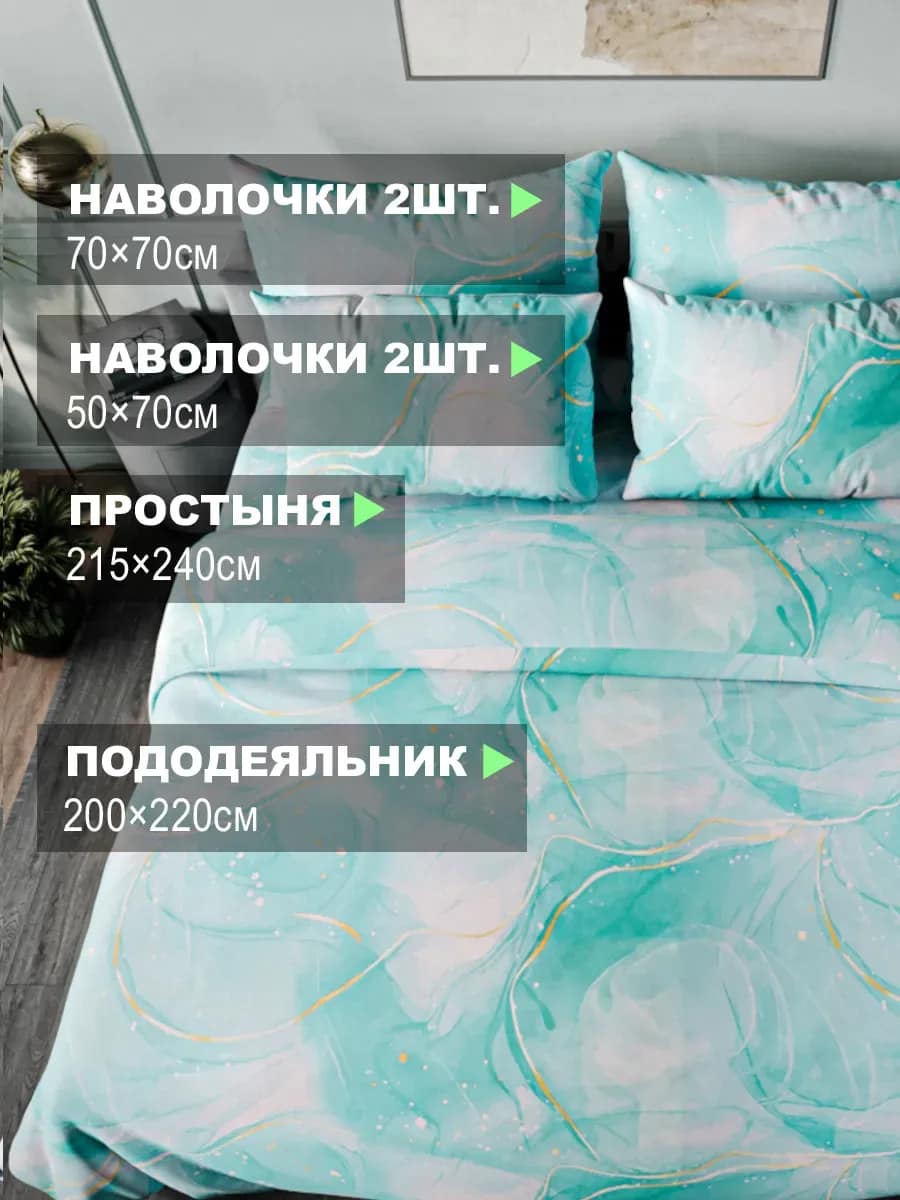 НАВОЛОЧКИ 2ШТ.
70×70см
НАВОЛОЧКИ 2ШТ.
50×70см
ПРОСТЫНЯ
215×240см
ПОДОДЕЯЛЬНИК
200×220см